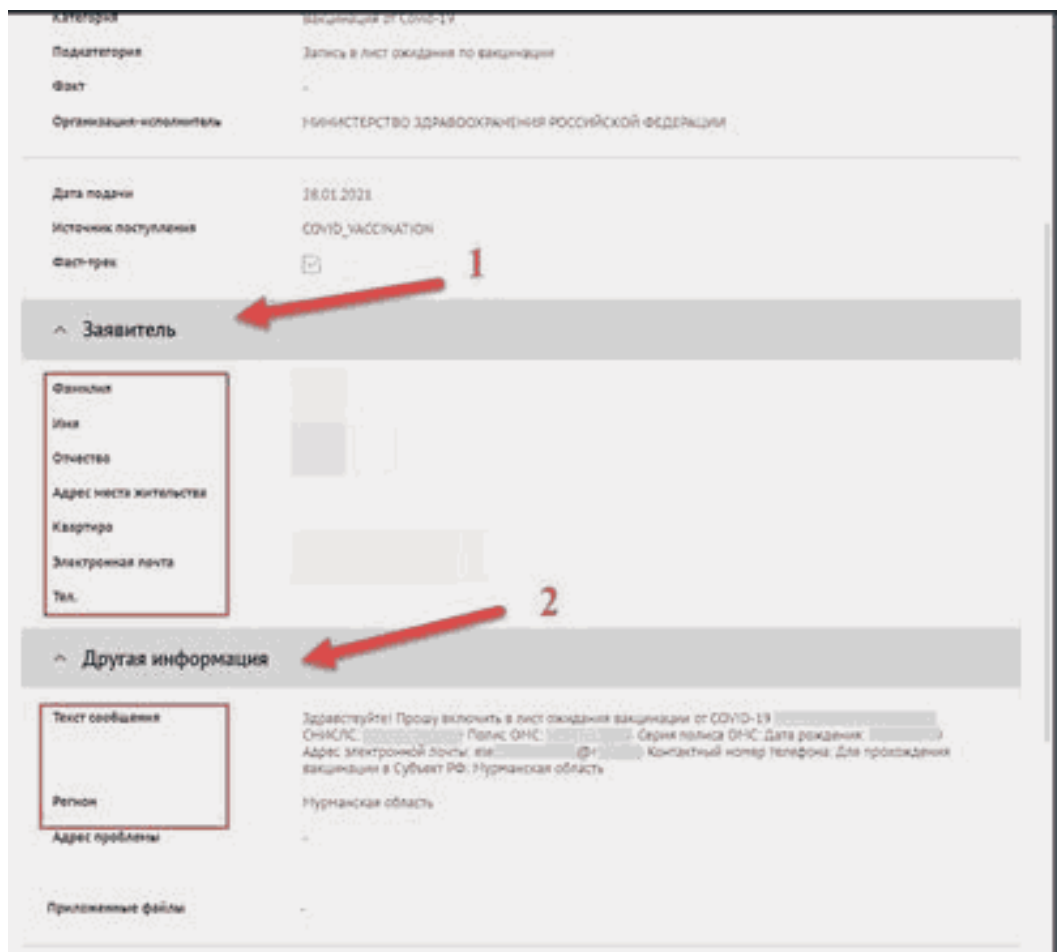 Категория Вакцинация от Covid-19
Подкатегория Запись в лист ожидания по вакцинации
Факт -
Организация-исполнитель МИНИСТЕРСТВО ЗДРАВООХРАНЕНИЯ РОССИЙСКОЙ ФЕДЕРАЦИИ
Дата подачи 28.01.2021
Источник поступления COVID_VACCINATION
Фаст-трек
1
Заявитель
Фамилия
Имя
Отчество
Адрес места жительства
Квартира
Электронная почта
Тел.
2
Другая информация
Текст сообщения Здравствуйте! Прошу включить в лист ожидания вакцинации от COVID-19
СНИСЛС: Полис ОМС: Серия полиса ОМС: Дата рождения:
Адрес электронной почты: @ Контактный номер телефона: Для прохождения
вакцинации в Субъект РФ: Мурманская область
Регион Мурманская область
Адрес проблемы -
Приложенные файлы -